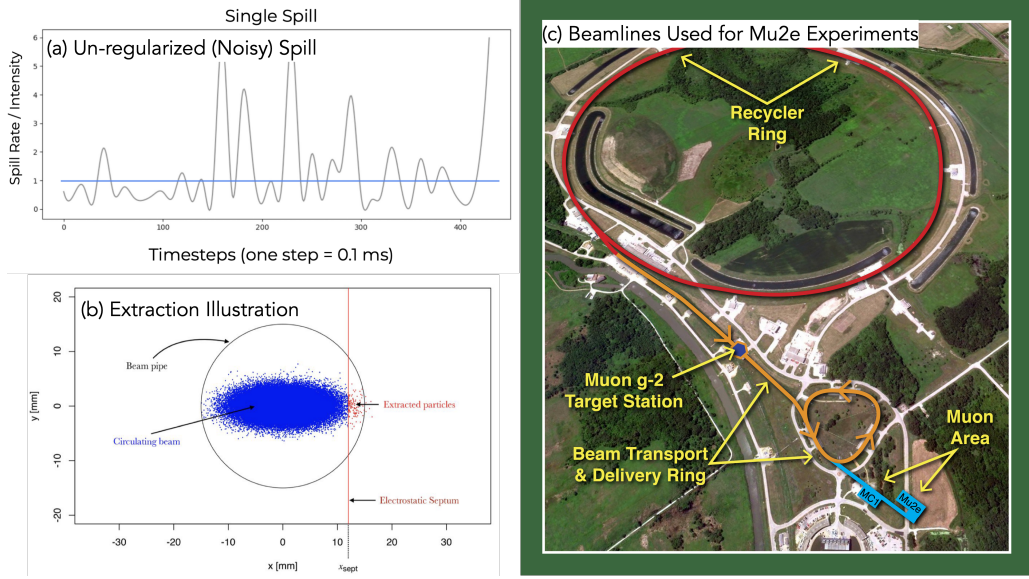 Single Spill
(a) Un-regularized (Noisy) Spill
Spill Rate / Intensity
6
5
4
3
2
1
0
0
100
200
300
400
Timesteps (one step = 0.1 ms)
(b) Extraction Illustration
y [mm]
20
10
0
-10
-20
Beam pipe
Circulating beam
Extracted particles
Electrostatic Septum
-30
-20
-10
0
10
20
30
x [mm]
xsept
(c) Beamlines Used for Mu2e Experiments
Recycler
Ring
Muon g-2
Target Station
Beam Transport
& Delivery Ring
Muon
Area
MC1
Mu2e